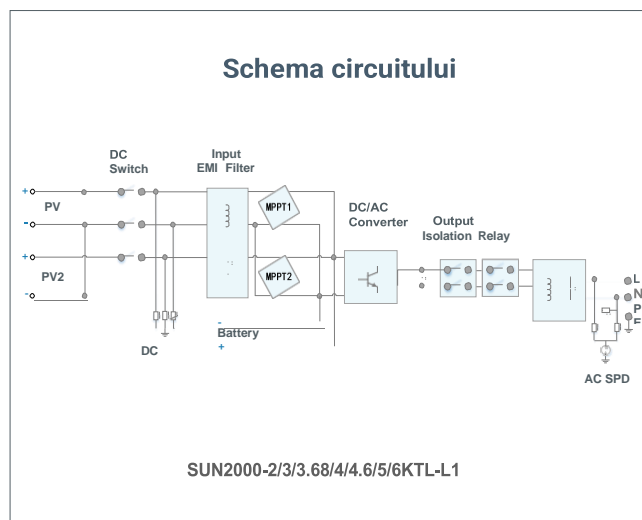 Schema circuitului
DC
Switch
Input
EMI Filter
+
PV
-
+
PV2
-
MPPT1
MPPT2
DC/AC
Converter
Output
Isolation Relay
L
N
P
E
-
Battery
+
DC
AC SPD
SUN2000-2/3/3.68/4/4.6/5/6KTL-L1